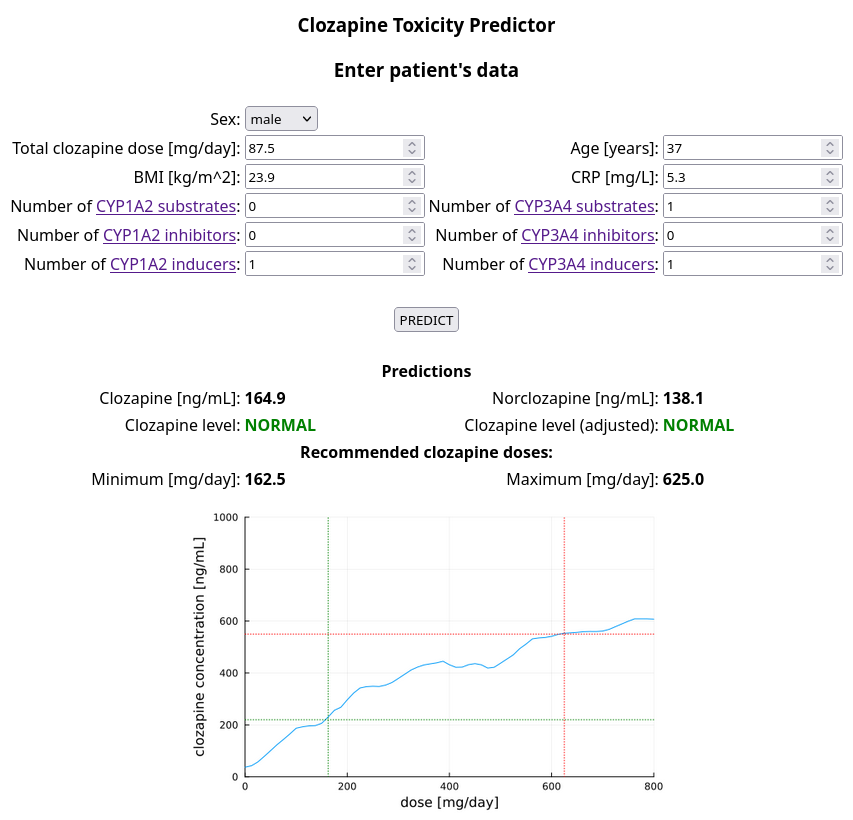 Clozapine Toxicity Predictor
Enter patient's data
Sex: male
Total clozapine dose [mg/day]: 87.5 Age [years]: 37
BMI [kg/m^2]: 23.9 CRP [mg/L]: 5.3
Number of CYP1A2 substrates: 0 Number of CYP3A4 substrates: 1
Number of CYP1A2 inhibitors: 0 Number of CYP3A4 inhibitors: 0
Number of CYP1A2 inducers: 1 Number of CYP3A4 inducers: 1
PREDICT
Predictions
Clozapine [ng/mL]: 164.9 Norclozapine [ng/mL]: 138.1
Clozapine level: NORMAL Clozapine level (adjusted): NORMAL
Recommended clozapine doses:
Minimum [mg/day]: 162.5 Maximum [mg/day]: 625.0
clozapine concentration [ng/mL]
1000
800
600
400
200
0
0 200 400 600 800
dose [mg/day]